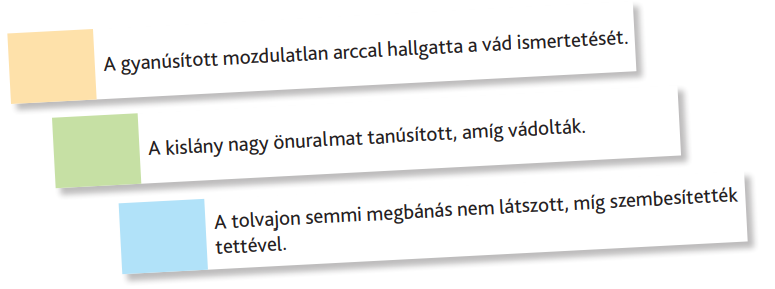 A gyanúsított mozdulatlan arccal hallgatta a vád ismertetését.
A kislány nagy önuralmat tanúsított, amíg vádolták.
A tolvajon semmi megbánás nem látszott, míg szembesítették
tettével.